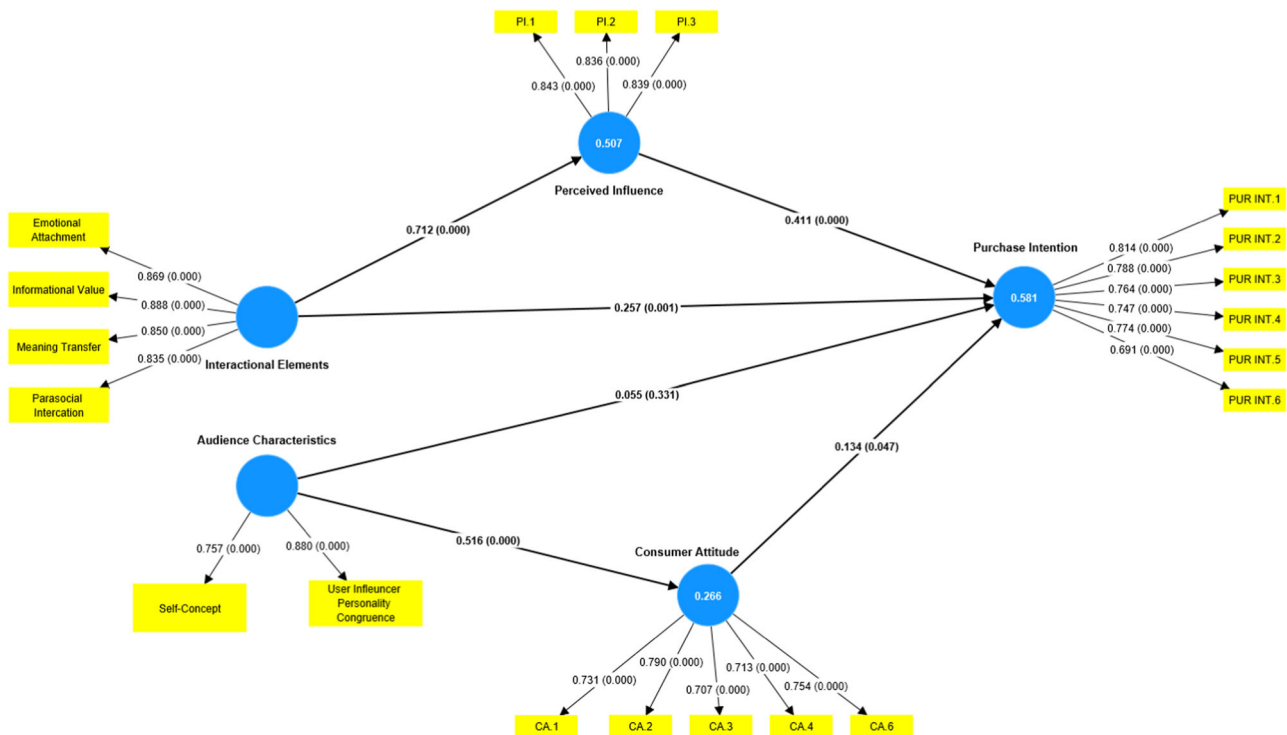 PI.1
PI.2
PI.3
0.843 (0.000)
0.836 (0.000)
0.839 (0.000)
0.507
Perceived Influence
Emotional
Attachment
Informational Value
Meaning Transfer
Parasocial
Intercation
0.869 (0.000)
0.888 (0.000)
0.850 (0.000)
0.835 (0.000)
Interactional Elements
0.712 (0.000)
0.411 (0.000)
0.257 (0.001)
0.055 (0.331)
0.134 (0.047)
0.516 (0.000)
Purchase Intention
0.581
0.814 (0.000)
0.788 (0.000)
0.764 (0.000)
0.747 (0.000)
0.774 (0.000)
0.691 (0.000)
PUR INT.1
PUR INT.2
PUR INT.3
PUR INT.4
PUR INT.5
PUR INT.6
Audience Characteristics
0.757 (0.000)
0.880 (0.000)
Self-Concept
User Infleuncer
Personality
Congruence
Consumer Attitude
0.266
0.731 (0.000)
0.790 (0.000)
0.707 (0.000)
0.713 (0.000)
0.754 (0.000)
CA.1
CA.2
CA.3
CA.4
CA.6